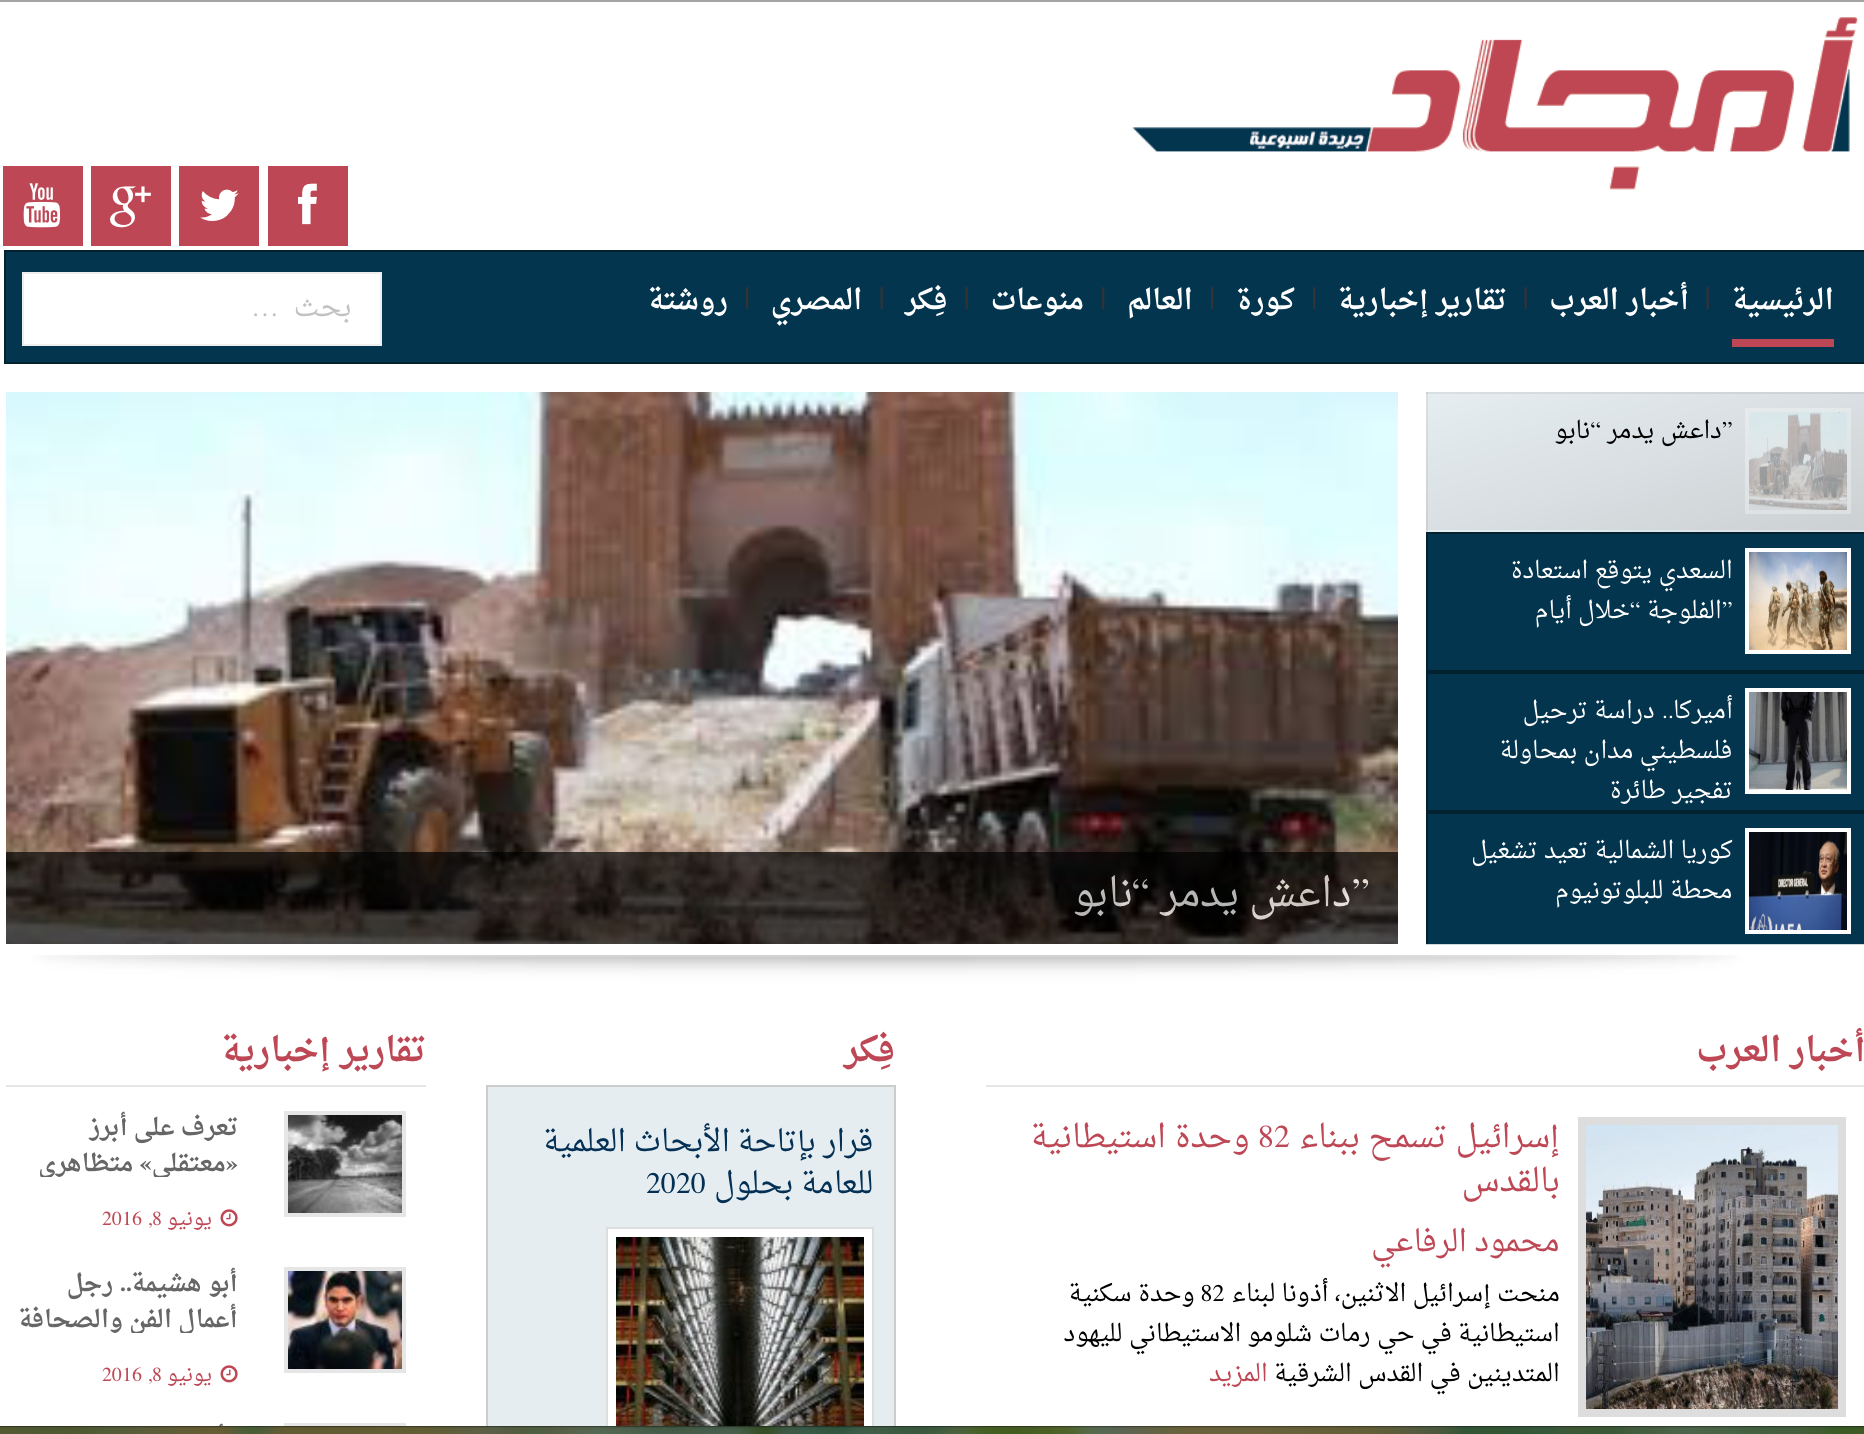 أمجاد
جريدة اسبوعية
You
Tube
g+
f
الرئيسية
أخبار العرب
تقارير إخبارية
كورة
العالم
منوعات
فِكر
المصري
روشتة
بحث ...
”داعش يدمر “نابو
السعدي يتوقع استعادة
”الفلوجة “خلال أيام
أميركا.. دراسة ترحيل
فلسطيني مدان بمحاولة
تفجير طائرة
كوريا الشمالية تعيد تشغيل
محطة للبلوتونيوم
DIRECTOR GENERAL
IAEA
”داعش يدمر “نابو
أخبار العرب
إسرائيل تسمح ببناء 82 وحدة استيطانية
بالقدس
محمود الرفاعي
منحت إسرائيل الاثنين، أذونا لبناء 82 وحدة سكنية
استيطانية في حي رمات شلومو الاستيطاني لليهود
المتدينين في القدس الشرقية المزيد
فِكر
قرار بإتاحة الأبحاث العلمية
للعامة بحلول 2020
تقارير إخبارية
تعرف على أبرز
«معتقلى» متظاهرى
يونيو 8, 2016
أبو هشيمة.. رجل
أعمال الفن والصحافة
يونيو 8, 2016